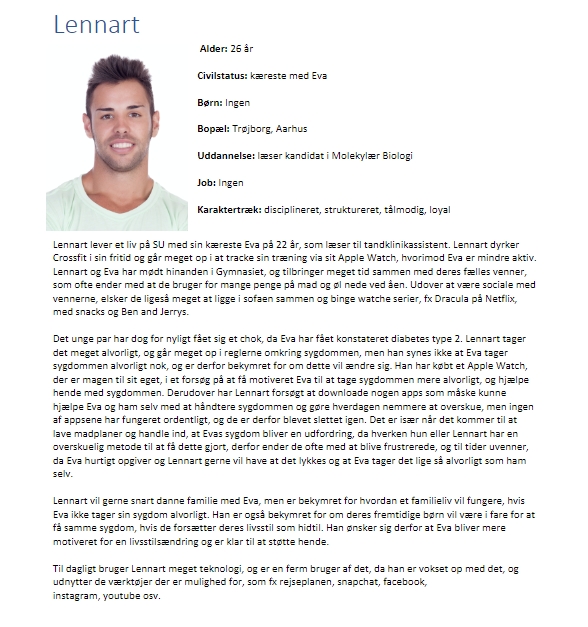 Lennart
Alder: 26 år
Civilstatus: kæreste med Eva
Børn: Ingen
Bopæl: Trøjborg, Aarhus
Uddannelse: læser kandidat i Molekylær Biologi
Job: Ingen
Karaktertræk: disciplineret, struktureret, tålmodig, loyal
Lennart lever et liv på SU med sin kæreste Eva på 22 år, som læser til tandklinikassistent. Lennart dyrker
Crossfit i sin fritid og går meget op i at tracke sin træning via sit Apple Watch, hvorimod Eva er mindre aktiv.
Lennart og Eva har mødt hinanden i Gymnasiet, og tilbringer meget tid sammen med deres fælles venner,
som ofte ender med at de bruger for mange penge på mad og øl nede ved åen. Udover at være sociale med
vennerne, elsker de ligeså meget at ligge i sofaen sammen og binge watche serier, fx Dracula på Netflix,
med snacks og Ben and Jerrys.
Det unge par har dog for nyligt fået sig et chok, da Eva har fået konstateret diabetes type 2. Lennart tager
det meget alvorligt, og går meget op i reglerne omkring sygdommen, men han synes ikke at Eva tager
sygdommen alvorligt nok, og er derfor bekymret for om dette vil ændre sig. Han har købt et Apple Watch,
der er magen til sit eget, i et forsøg på at få motiveret Eva til at tage sygdommen mere alvorligt, og hjælpe
hende med sygdommen. Derudover har Lennart forsøgt at downloade nogen apps som måske kunne
hjælpe Eva og ham selv med at håndtere sygdommen og gøre hverdagen nemmere at overskue, men ingen
af appsene har fungeret ordentligt, og de er derfor blevet slettet igen. Det er især når det kommer til at
lave madplaner og handle ind, at Evas sygdom bliver en udfordring, da hverken hun eller Lennart har en
overskuelig metode til at få dette gjort, derfor ender de ofte med at blive frustrerede, og til tider uvenner,
da Eva hurtigt opgiver og Lennart gerne vil have at det lykkes og at Eva tager det lige så alvorligt som ham
selv.
Lennart vil gerne snart danne familie med Eva, men er bekymret for hvordan et familieliv vil fungere, hvis
Eva ikke tager sin sygdom alvorligt. Han er også bekymret for om deres fremtidige børn vil være i fare for at
få samme sygdom, hvis de forsætter deres livsstil som hidtil. Han ønsker sig derfor at Eva bliver mere
motiveret for en livsstilsændring og er klar til at støtte hende.
Til dagligt bruger Lennart meget teknologi, og er en ferm bruger af det, da han er vokset op med det, og
udnytter de værktøjer der er mulighed for, som fx rejseplanen, snapchat, facebook,
instagram, youtube osv.